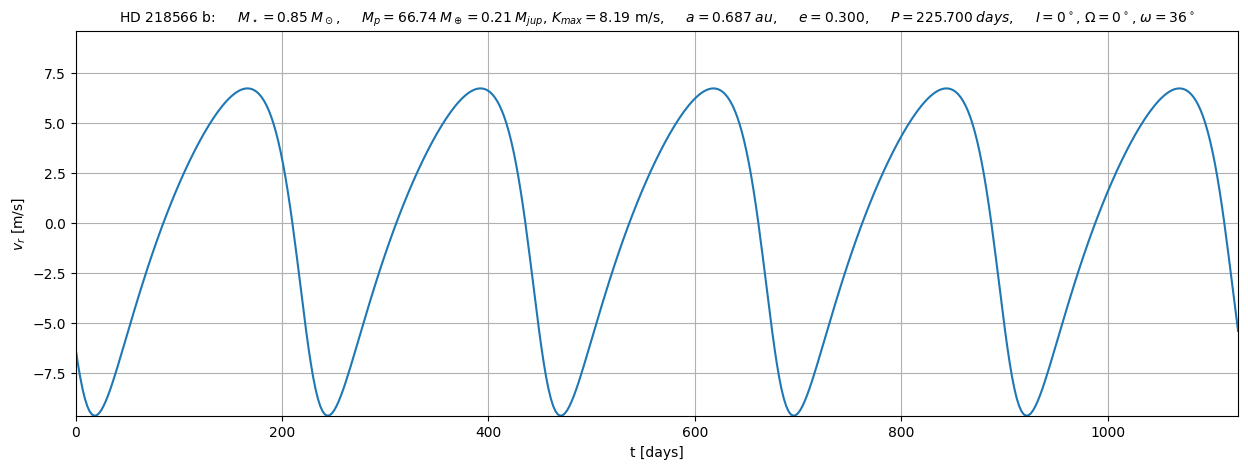 HD 218566 b: M⋆ = 0.85 M⊙, Mp = 66.74 M⊕ = 0.21 Mjup, Kmax = 8.19 m/s, a = 0.687 au, e = 0.300, P = 225.700 days, I = 0°, Ω = 0°, ω = 36°
7.5
5.0
2.5
0.0
−2.5
−5.0
−7.5
vr [m/s]
0 200 400 600 800 1000
t [days]